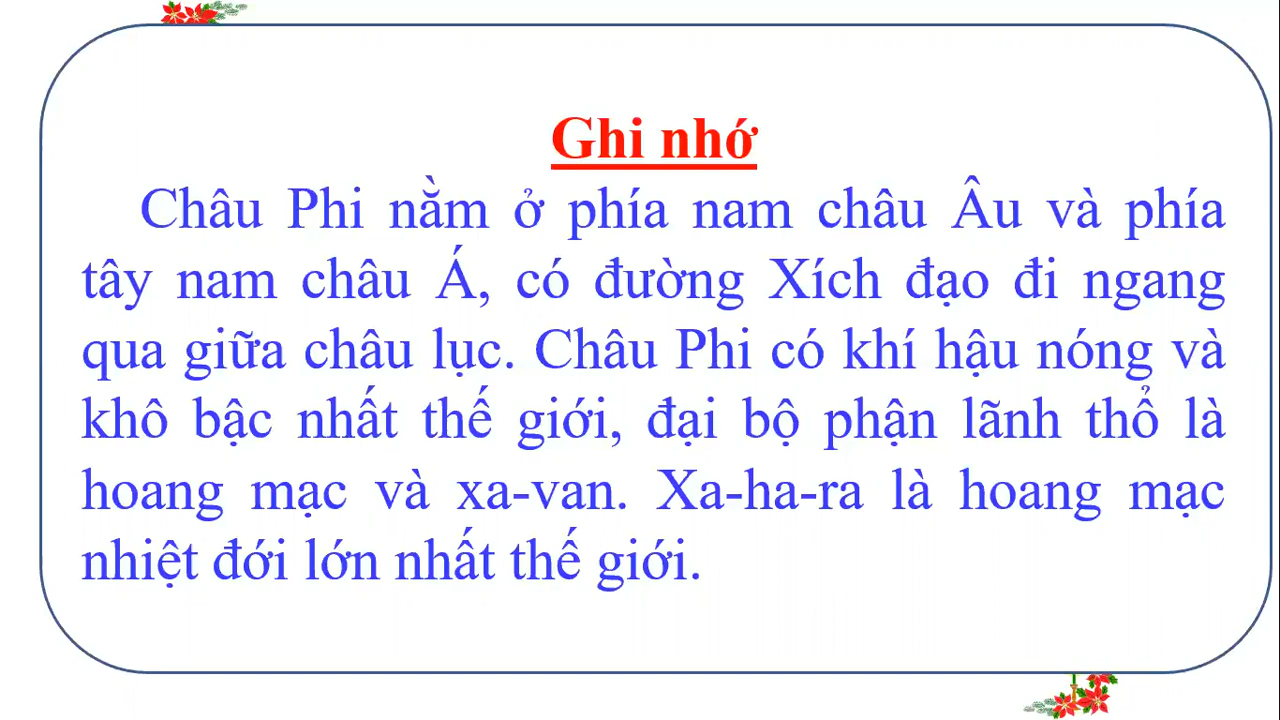 Ghi nhớ
Châu Phi nằm ở phía nam châu Âu và phía
tây nam châu Á, có đường Xích đạo đi ngang
qua giữa châu lục. Châu Phi có khí hậu nóng và
khô bậc nhất thế giới, đại bộ phận lãnh thổ là
hoang mạc và xa-van. Xa-ha-ra là hoang mạc
nhiệt đới lớn nhất thế giới.